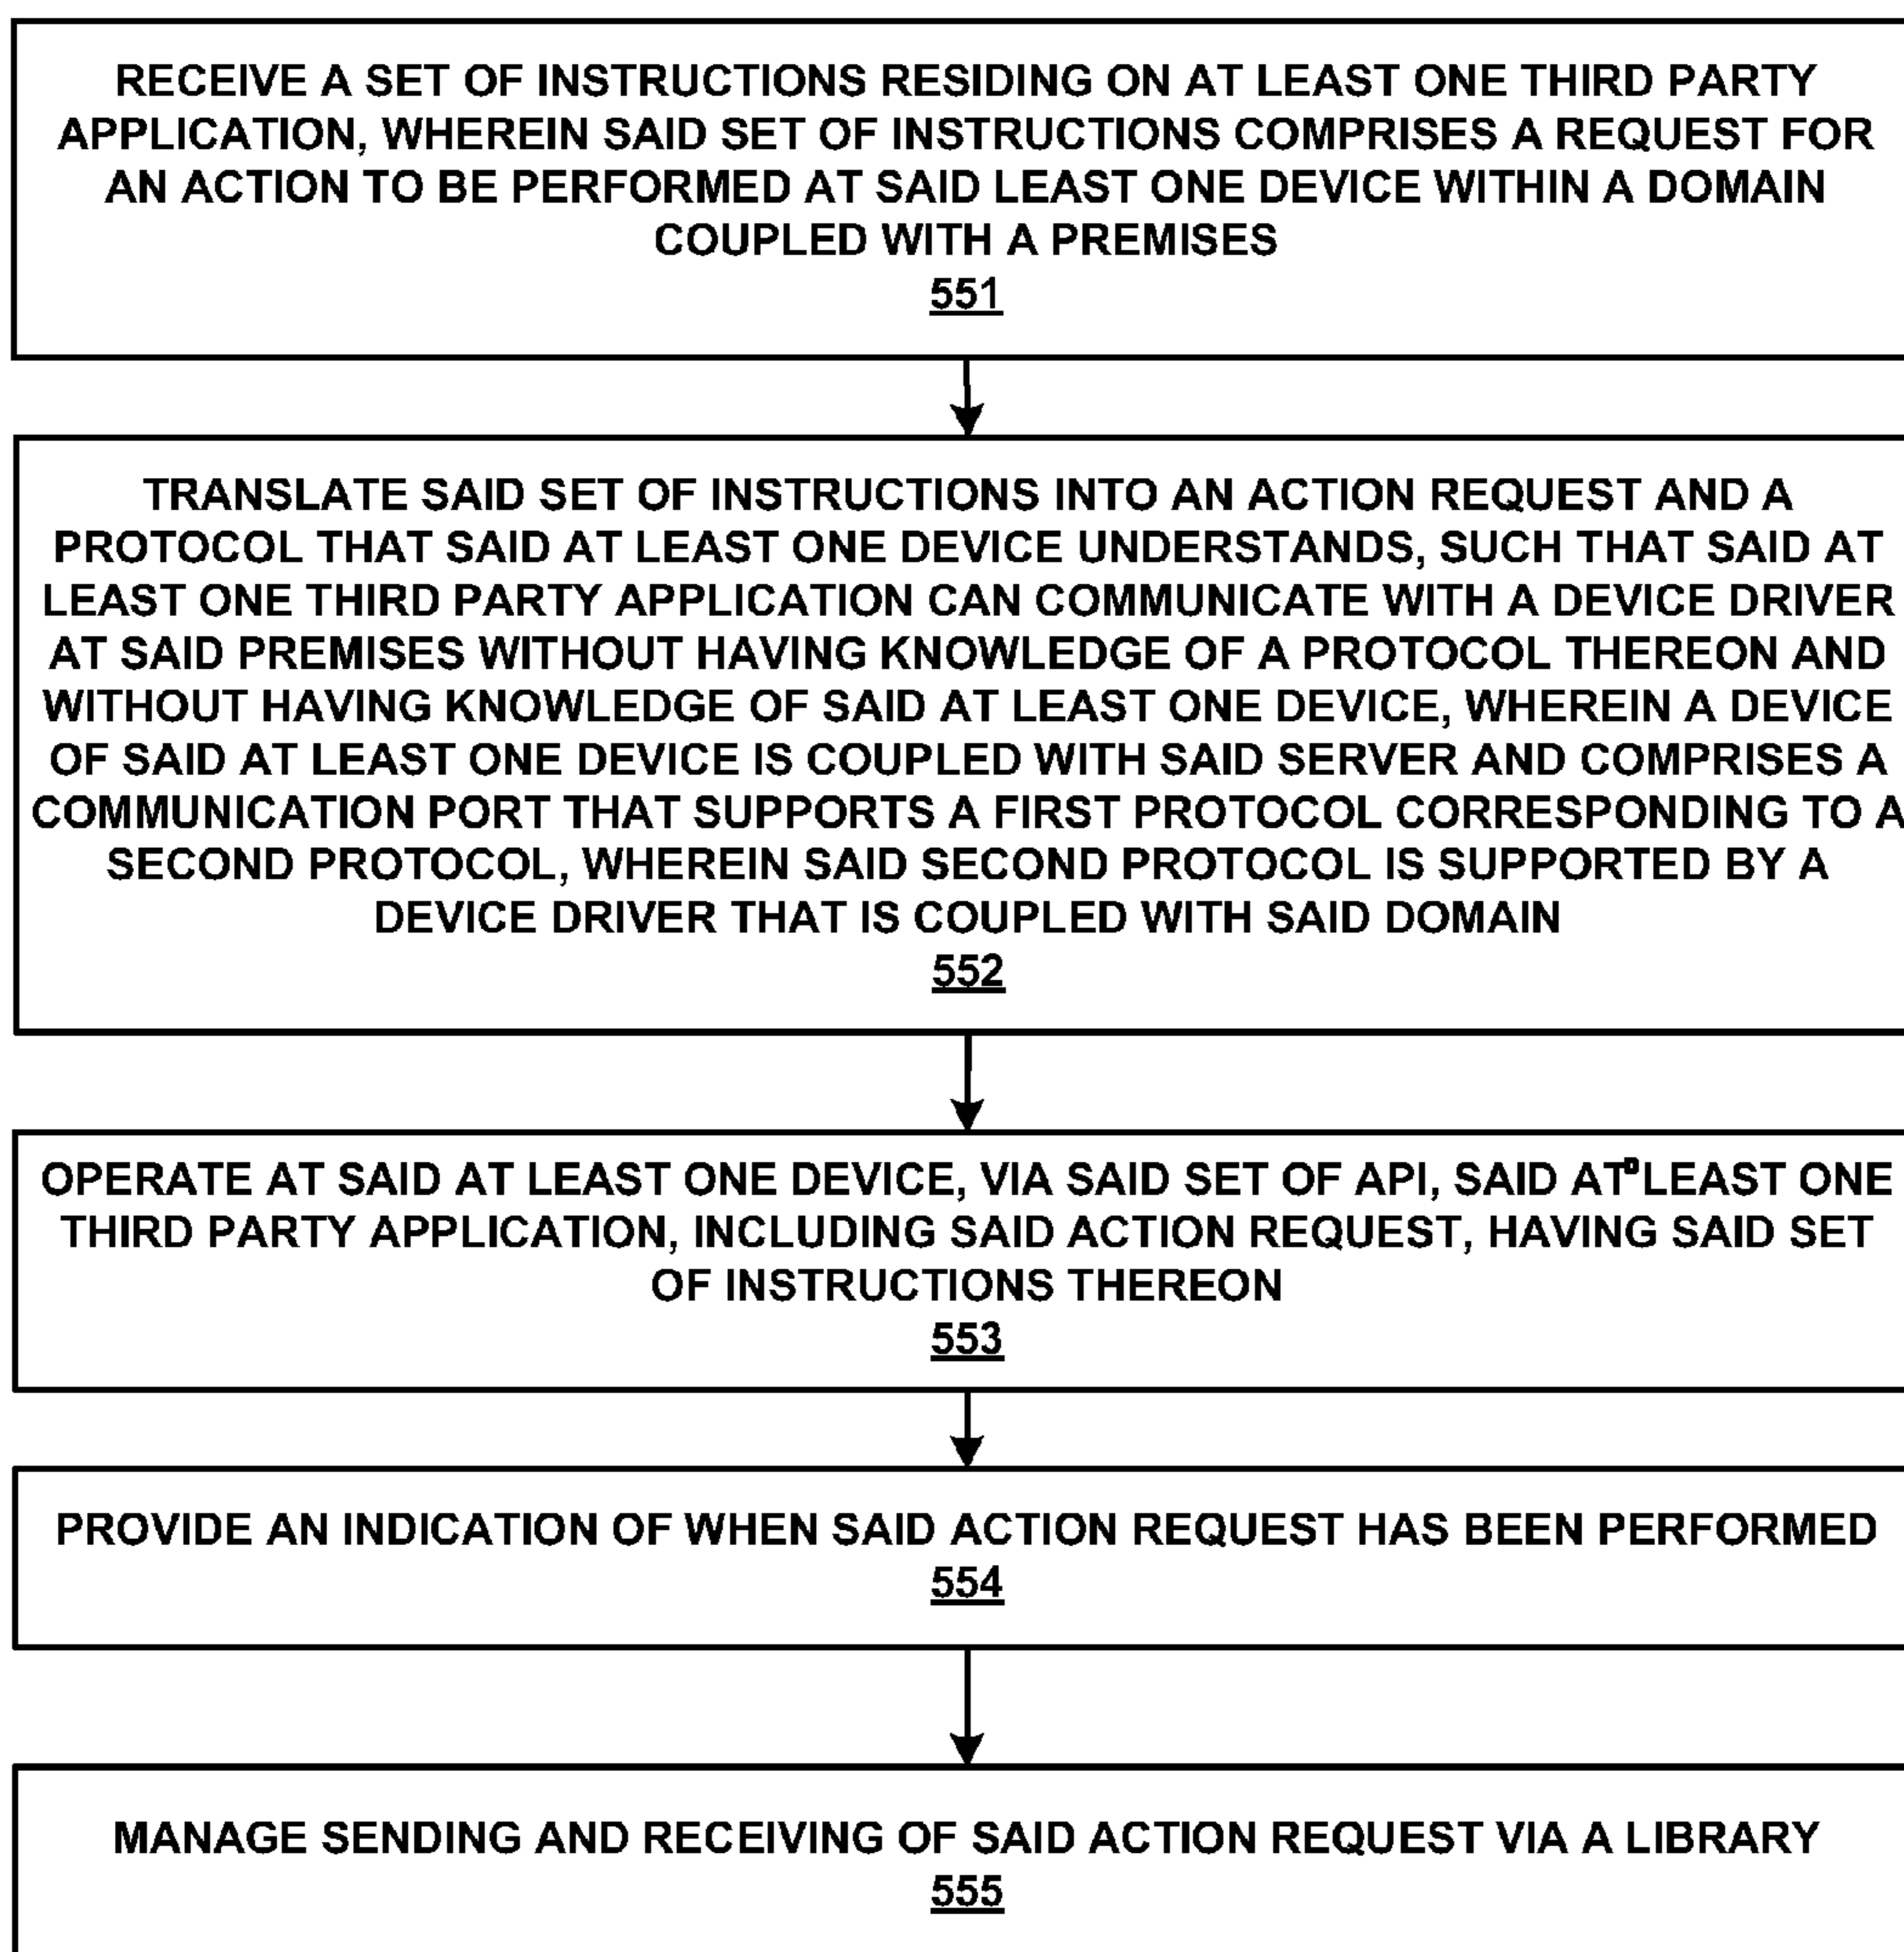 RECEIVE A SET OF INSTRUCTIONS RESIDING ON AT LEAST ONE THIRD PARTY
APPLICATION, WHEREIN SAID SET OF INSTRUCTIONS COMPRISES A REQUEST FOR
AN ACTION TO BE PERFORMED AT SAID LEAST ONE DEVICE WITHIN A DOMAIN
COUPLED WITH A PREMISES
551
TRANSLATE SAID SET OF INSTRUCTIONS INTO AN ACTION REQUEST AND A
PROTOCOL THAT SAID AT LEAST ONE DEVICE UNDERSTANDS, SUCH THAT SAID AT
LEAST ONE THIRD PARTY APPLICATION CAN COMMUNICATE WITH A DEVICE DRIVER
AT SAID PREMISES WITHOUT HAVING KNOWLEDGE OF A PROTOCOL THEREON AND
WITHOUT HAVING KNOWLEDGE OF SAID AT LEAST ONE DEVICE, WHEREIN A DEVICE
OF SAID AT LEAST ONE DEVICE IS COUPLED WITH SAID SERVER AND COMPRISES A
COMMUNICATION PORT THAT SUPPORTS A FIRST PROTOCOL CORRESPONDING TO A
SECOND PROTOCOL, WHEREIN SAID SECOND PROTOCOL IS SUPPORTED BY A
DEVICE DRIVER THAT IS COUPLED WITH SAID DOMAIN
552
OPERATE AT SAID AT LEAST ONE DEVICE, VIA SAID SET OF API, SAID AT LEAST ONE
THIRD PARTY APPLICATION, INCLUDING SAID ACTION REQUEST, HAVING SAID SET
OF INSTRUCTIONS THEREON
553
PROVIDE AN INDICATION OF WHEN SAID ACTION REQUEST HAS BEEN PERFORMED
554
MANAGE SENDING AND RECEIVING OF SAID ACTION REQUEST VIA A LIBRARY
555